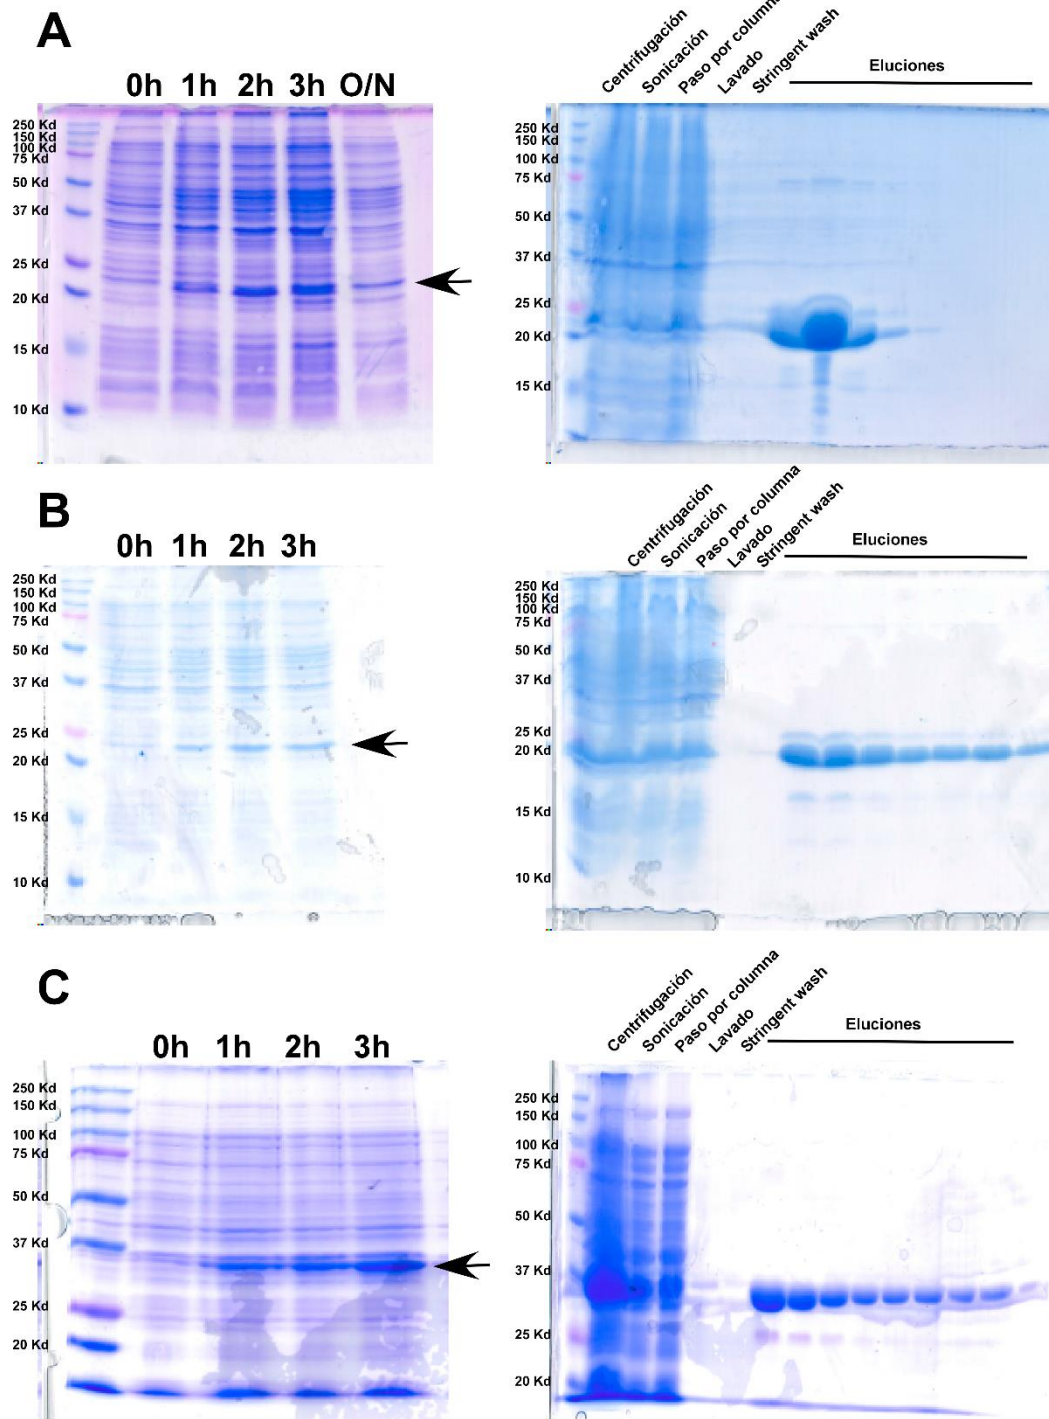 A
0h 1h 2h 3h O/N
250 Kd
150 Kd
100 Kd
75 Kd
50 Kd
37 Kd
25 Kd
20 Kd
15 Kd
10 Kd
Centrifugación
Sonicación
Paso por columna
Lavado
Stringent wash
Eluciones
250 Kd
150 Kd
100 Kd
75 Kd
50 Kd
37 Kd
25 Kd
20 Kd
15 Kd
B
0h 1h 2h 3h
250 Kd
150 Kd
100 Kd
75 Kd
50 Kd
37 Kd
25 Kd
20 Kd
15 Kd
10 Kd
Centrifugación
Sonicación
Paso por columna
Lavado
Stringent wash
Eluciones
250 Kd
150 Kd
100 Kd
75 Kd
50 Kd
37 Kd
25 Kd
20 Kd
15 Kd
10 Kd
C
0h 1h 2h 3h
250 Kd
150 Kd
100 Kd
75 Kd
50 Kd
37 Kd
25 Kd
20 Kd
Centrifugación
Sonicación
Paso por columna
Lavado
Stringent wash
Eluciones
250 Kd
150 Kd
100 Kd
75 Kd
50 Kd
37 Kd
25 Kd
20 Kd